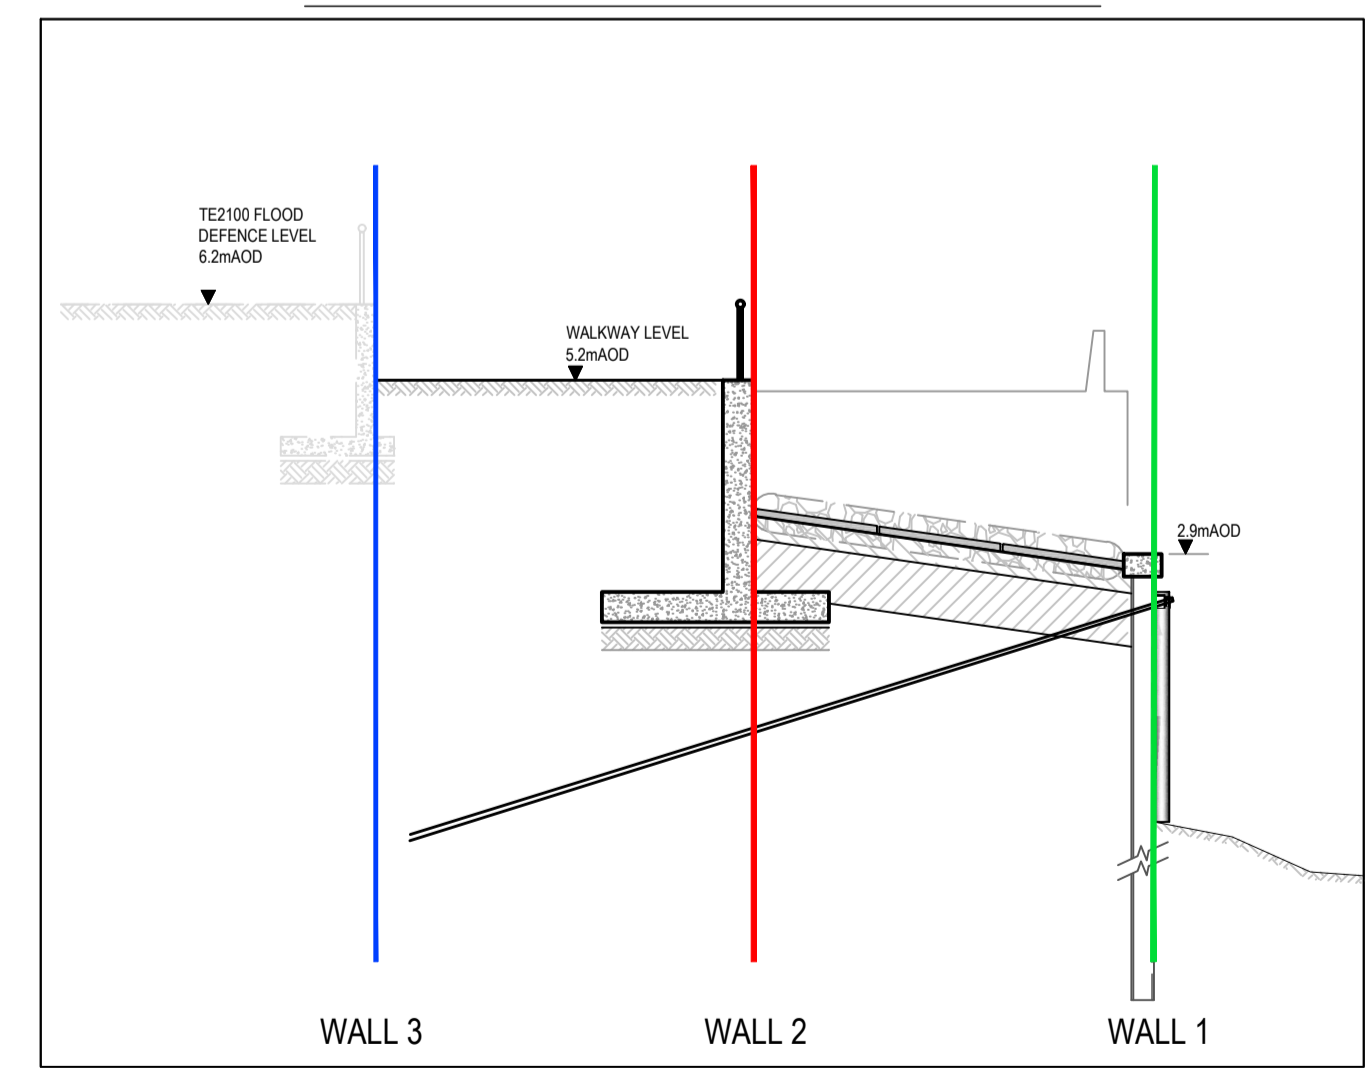 TE2100 FLOOD
DEFENCE LEVEL
6.2mAOD
WALKWAY LEVEL
5.2mAOD
2.9mAOD
WALL 3
WALL 2
WALL 1